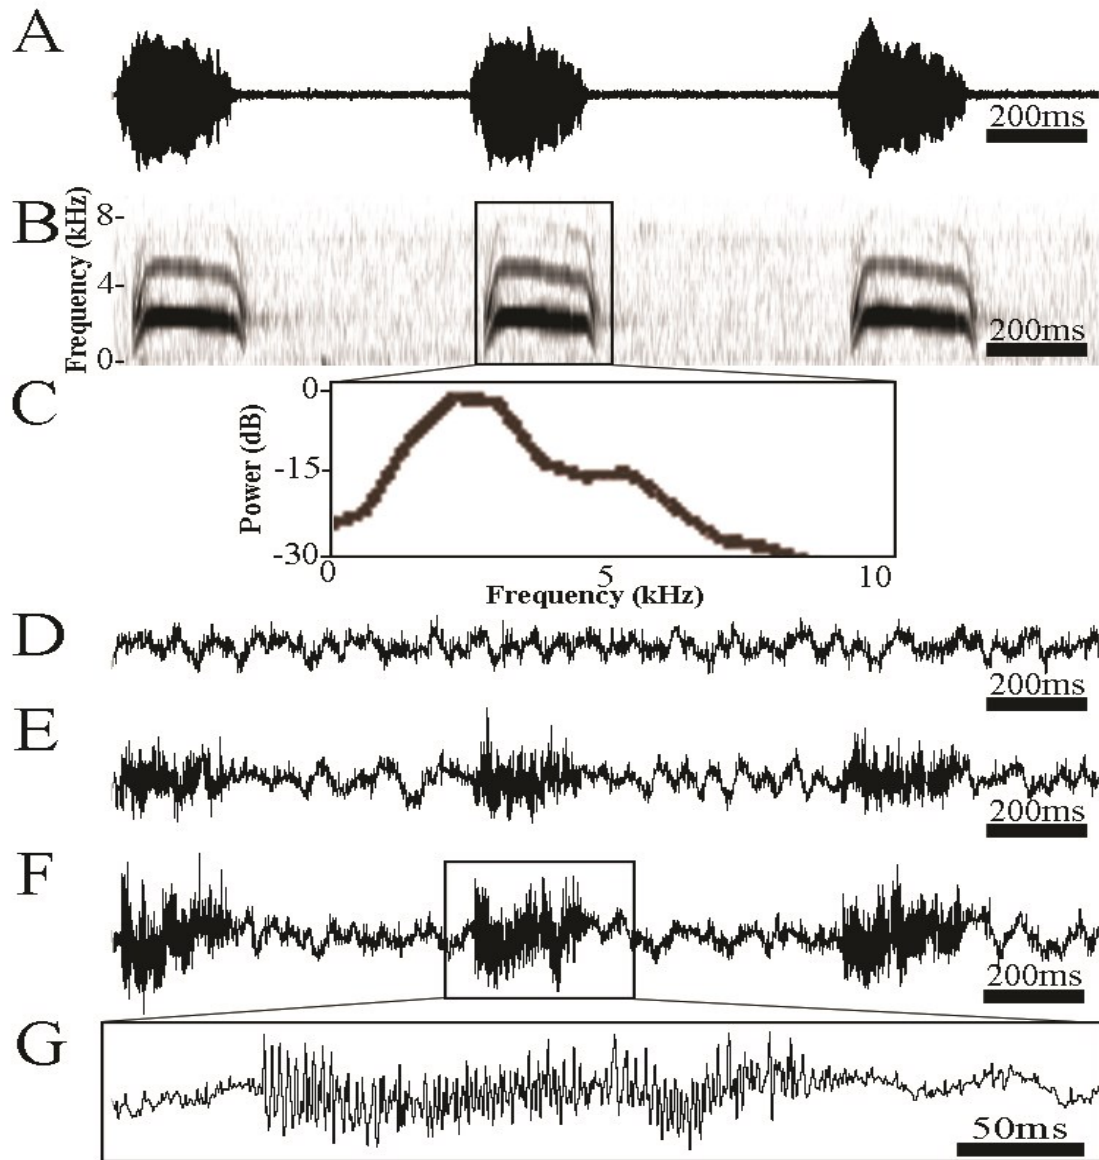 A
200ms
B
Frequency (kHz)
8-
4-
0-
200ms
C
Power (dB)
0
-15
-30
0
5
10
Frequency (kHz)
D
200ms
E
200ms
F
200ms
G
50ms